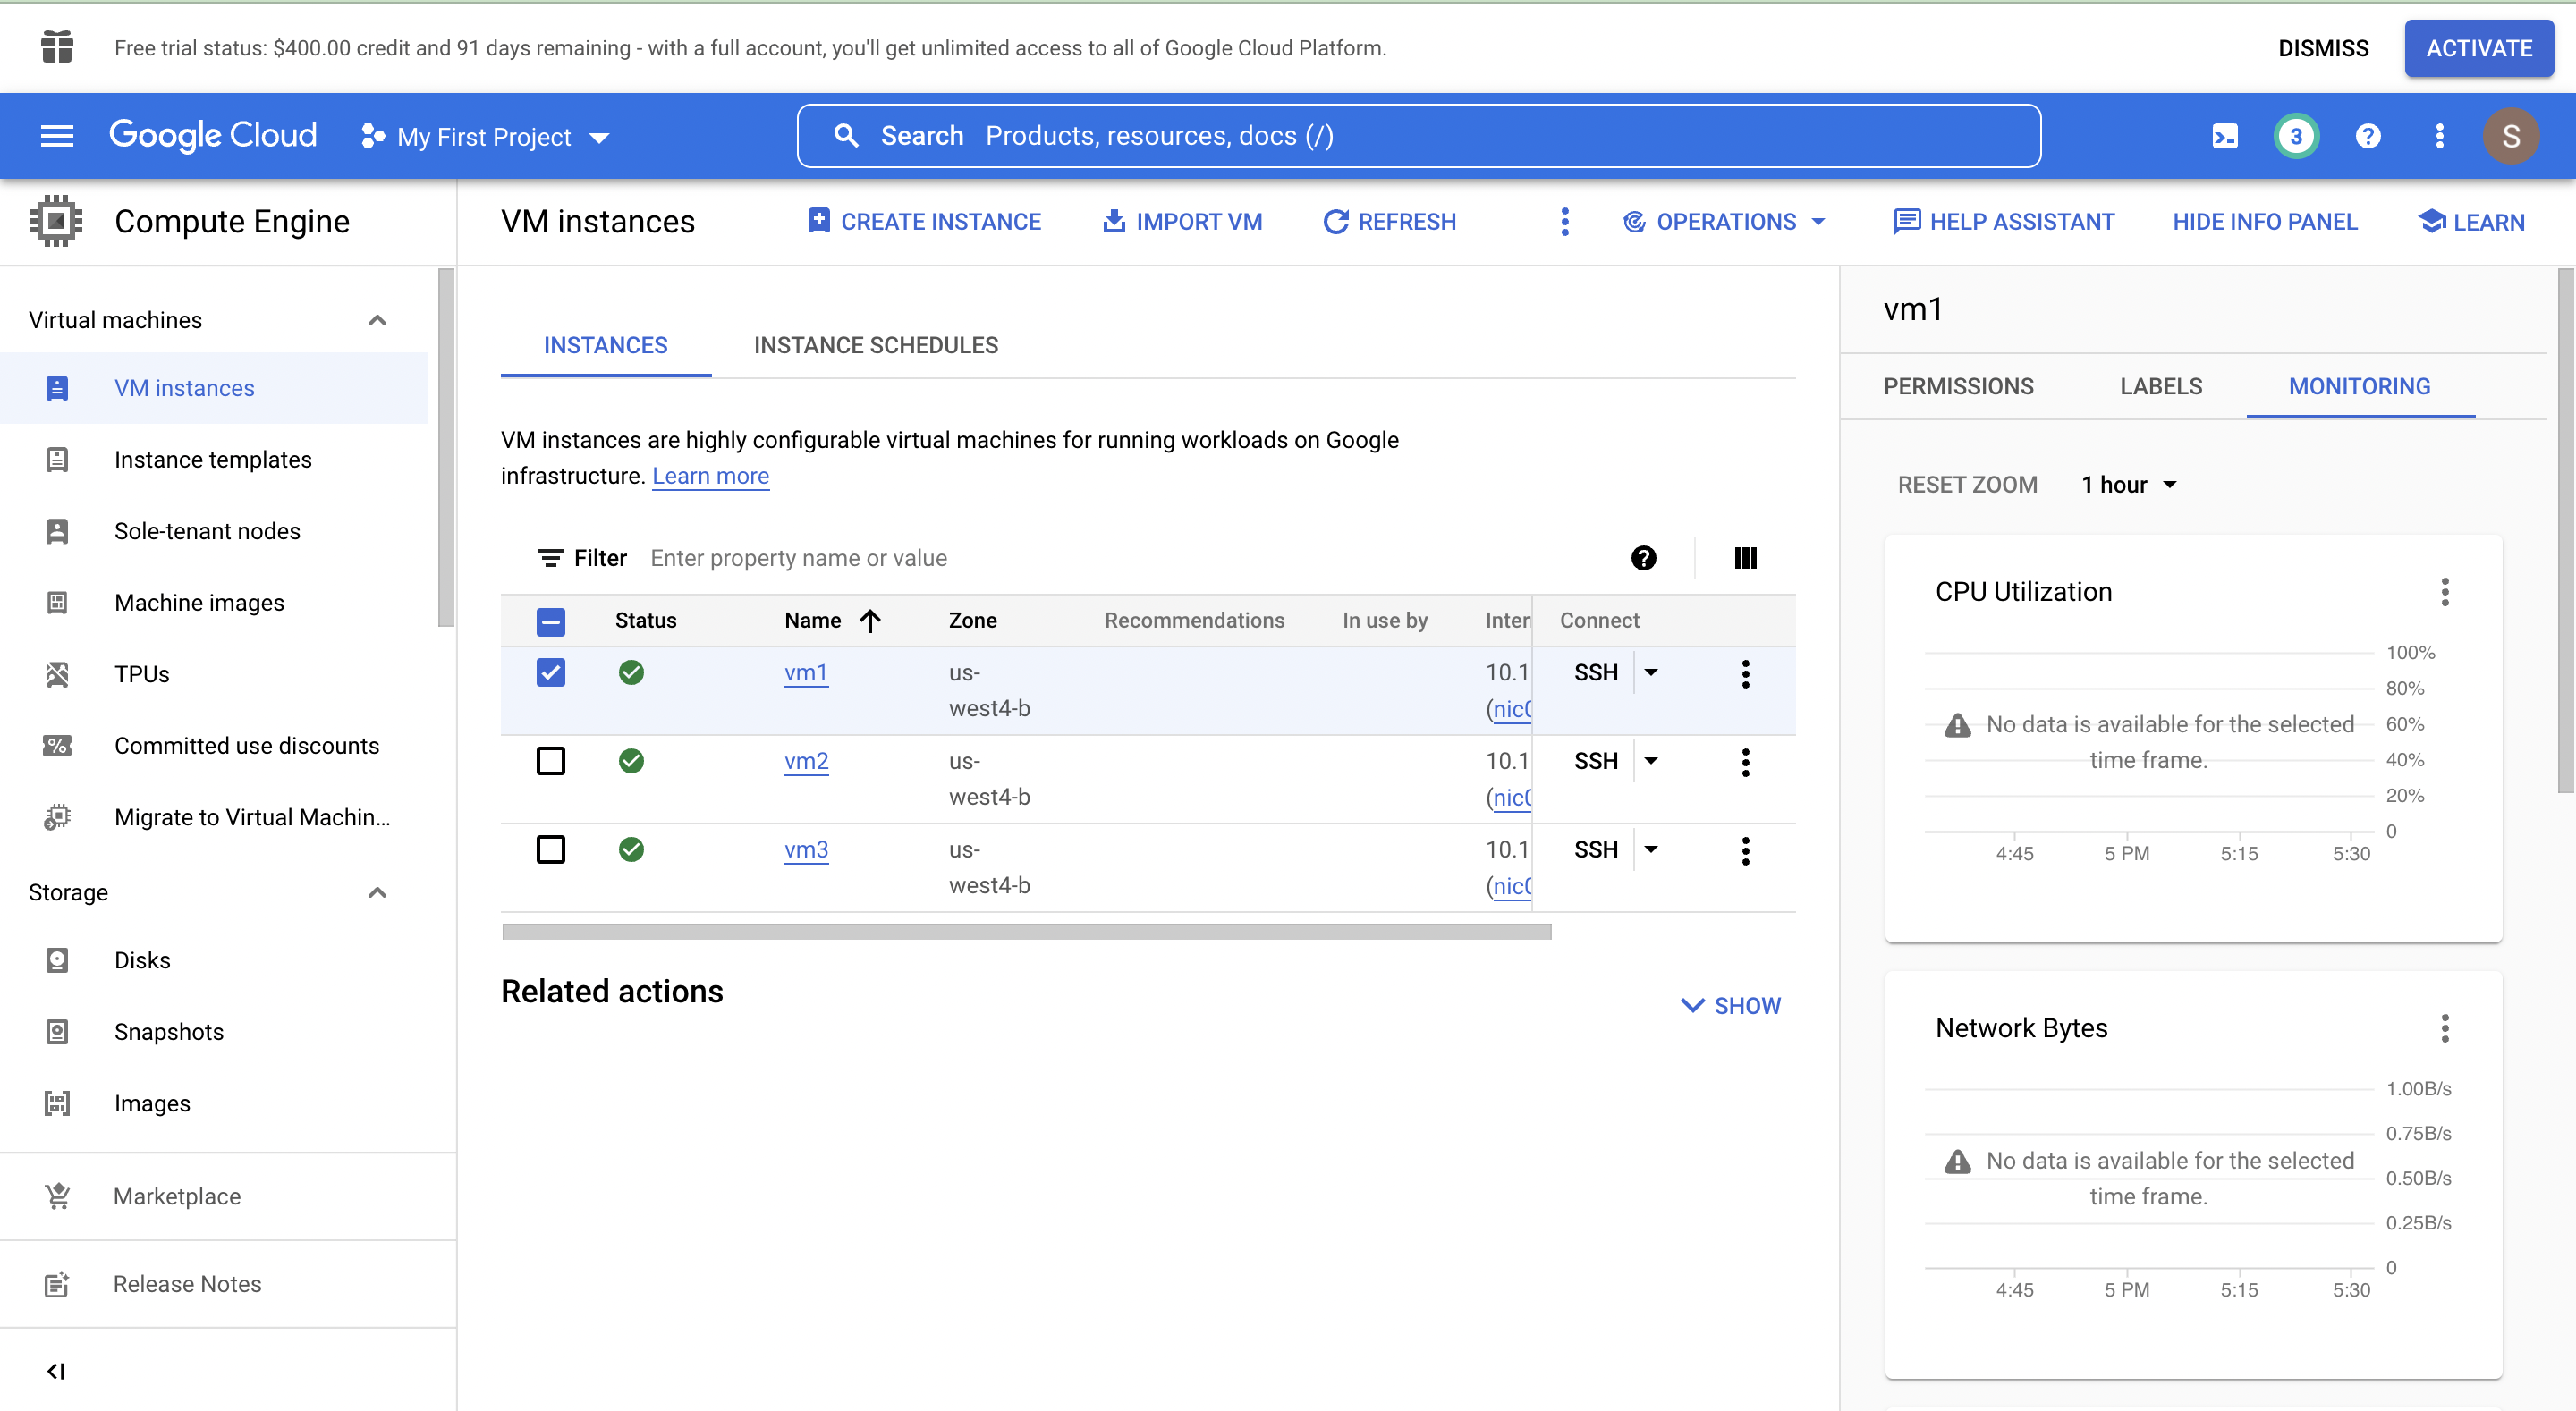 Free trial status: $400.00 credit and 91 days remaining - with a full account, you'll get unlimited access to all of Google Cloud Platform.
DISMISS
ACTIVATE
Google Cloud
My First Project
Search Products, resources, docs (/)
3
S
Compute Engine
VM instances
CREATE INSTANCE
IMPORT VM
REFRESH
OPERATIONS
HELP ASSISTANT
HIDE INFO PANEL
LEARN
Virtual machines
VM instances
Instance templates
Sole-tenant nodes
Machine images
TPUs
Committed use discounts
Migrate to Virtual Machin...
Storage
Disks
Snapshots
Images
Marketplace
Release Notes
INSTANCES
INSTANCE SCHEDULES
VM instances are highly configurable virtual machines for running workloads on Google
infrastructure. Learn more
Filter Enter property name or value
Status Name Zone Recommendations In use by Inter Connect
vm1 us- 10.1 SSH
west4-b (nic0
vm2 us- 10.1 SSH
west4-b (nic0
vm3 us- 10.1 SSH
west4-b (nic0
Related actions
SHOW
vm1
PERMISSIONS
LABELS
MONITORING
RESET ZOOM
1 hour
CPU Utilization
100%
80%
60%
40%
20%
0
No data is available for the selected
time frame.
4:45 5 PM 5:15 5:30
Network Bytes
1.00B/s
0.75B/s
0.50B/s
0.25B/s
0
No data is available for the selected
time frame.
4:45 5 PM 5:15 5:30